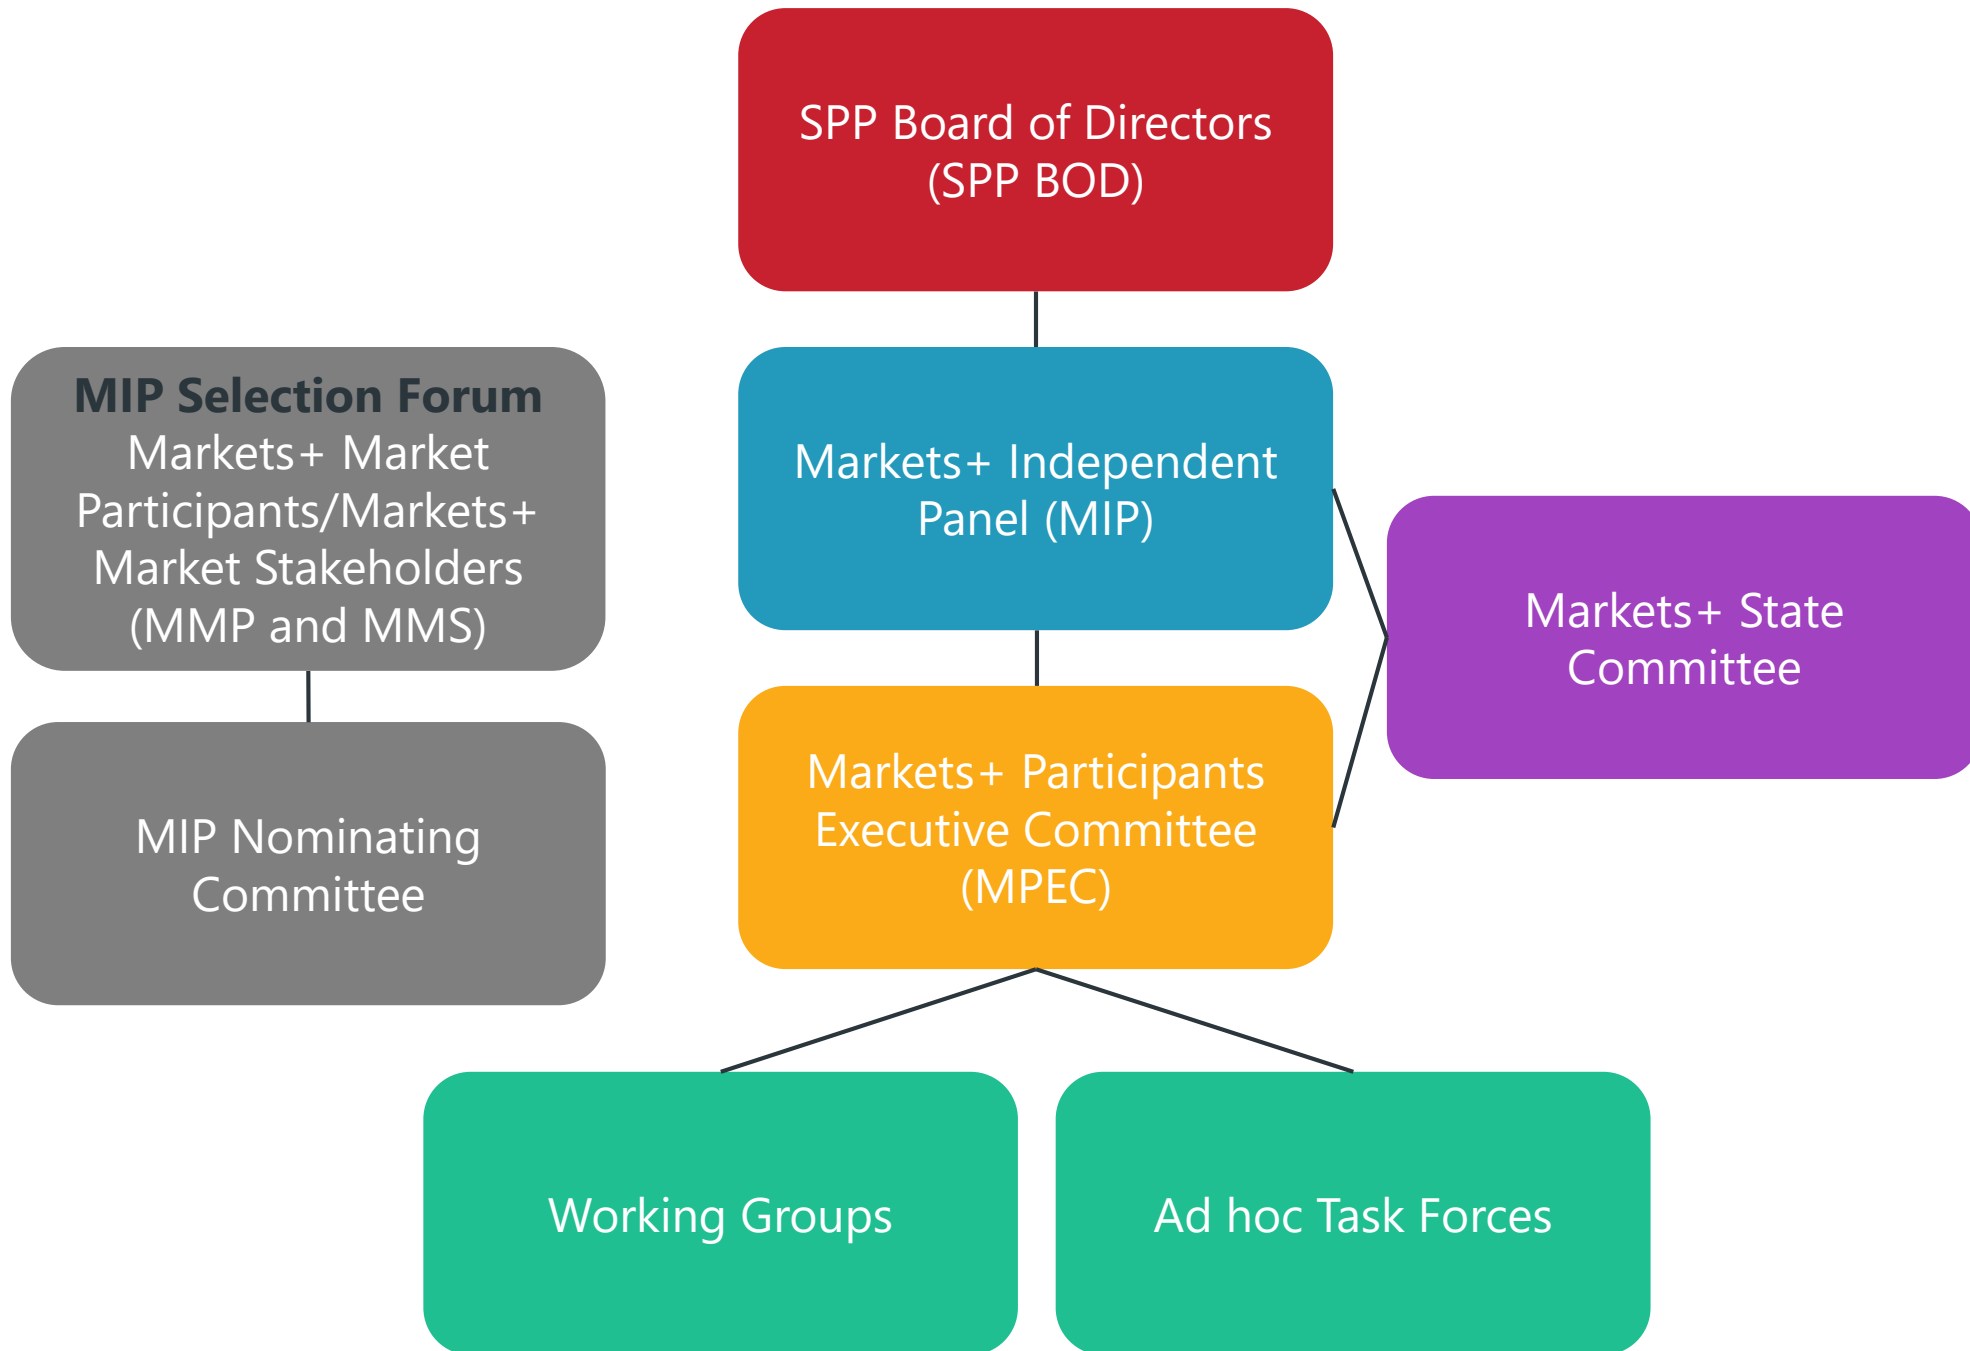 SPP Board of Directors
(SPP BOD)
MIP Selection Forum
Markets+ Market
Participants/Markets+
Market Stakeholders
(MMP and MMS)
Markets+ Independent
Panel (MIP)
Markets+ State
Committee
MIP Nominating
Committee
Markets+ Participants
Executive Committee
(MPEC)
Working Groups
Ad hoc Task Forces